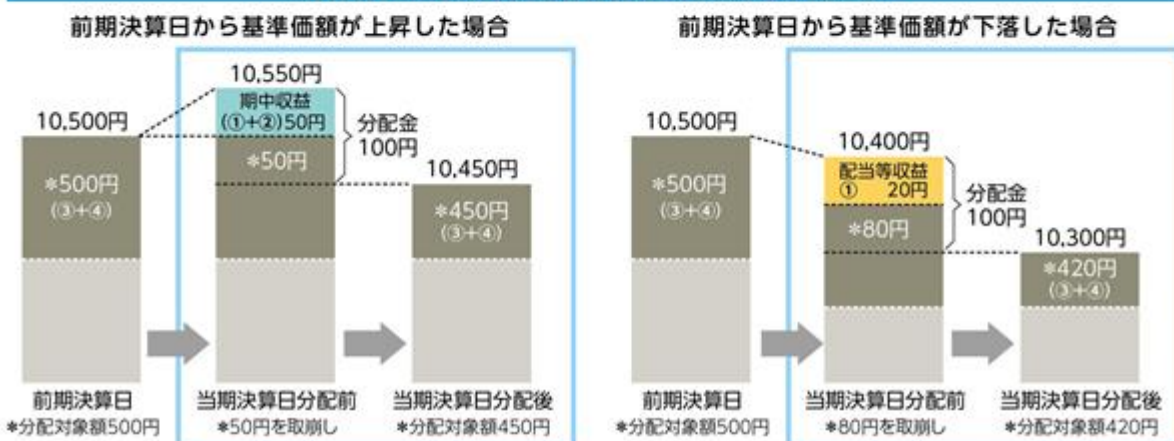 前期決算日から基準価額が上昇した場合
10,550円
期中収益
(①+②)50円
10,500円
分配金
100円
*50円
*500円
(③+④)
10,450円
*450円
(③+④)
前期決算日
*分配対象額500円
当期決算日分配前
*50円を取崩し
当期決算日分配後
*分配対象額450円
前期決算日から基準価額が下落した場合
10,500円
10,400円
配当等収益
① 20円
*500円
(③+④)
分配金
100円
*80円
10,300円
*420円
(③+④)
前期決算日
*分配対象額500円
当期決算日分配前
*80円を取崩し
当期決算日分配後
*分配対象額420円